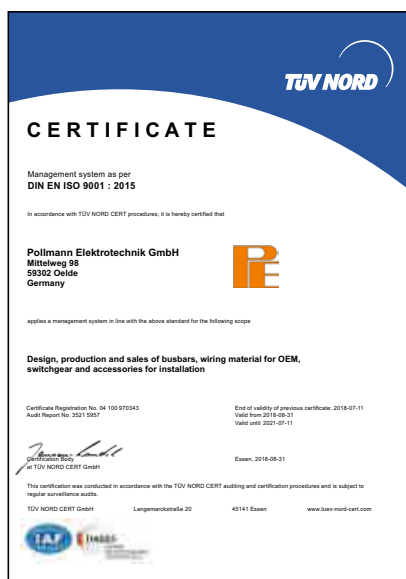 TÜV NORD
CERTIFICATE
Management system as per
DIN EN ISO 9001 : 2015
In accordance with TÜV NORD CERT procedures, it is hereby certified that
Pollmann Elektrotechnik GmbH
Mittelweg 98
59302 Oelde
Germany
PE
applies a management system in line with the above standard for the following scope
Design, production and sales of busbars, wiring material for OEM,
switchgear and accessories for installation
Certificate Registration No. 04 100 970343
Audit Report No. 3521 5957
End of validity of previous certificate: 2018-07-11
Valid from 2018-08-31
Valid until 2021-07-11
Certification Body
at TÜV NORD CERT GmbH
Essen, 2018-08-31
This certification was conducted in accordance with the TÜV NORD CERT auditing and certification procedures and is subject to
regular surveillance audits.
TÜV NORD CERT GmbH Langemarckstraße 20 45141 Essen www.tuev-nord-cert.com
IAF